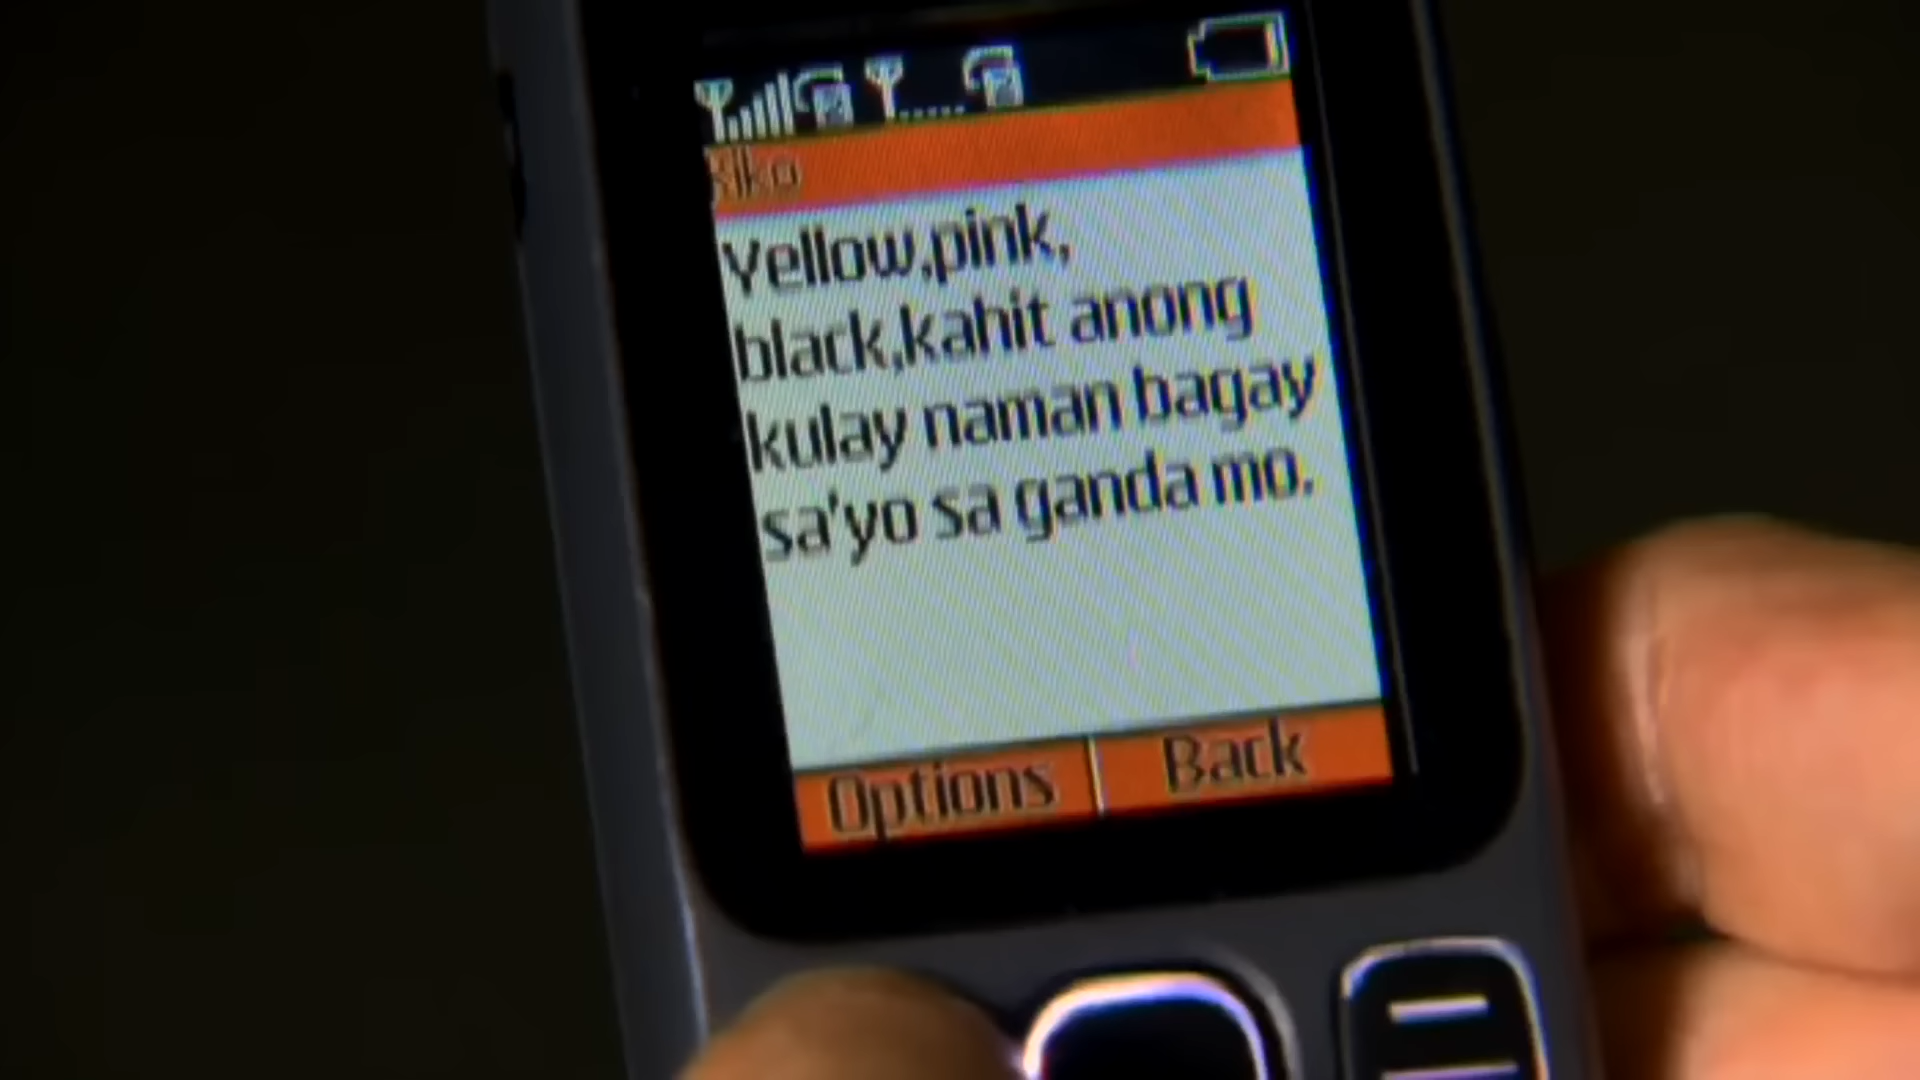 Yellow,pink,
black,kahit anong
kulay naman bagay
sa'yo sa ganda mo.
Options Back